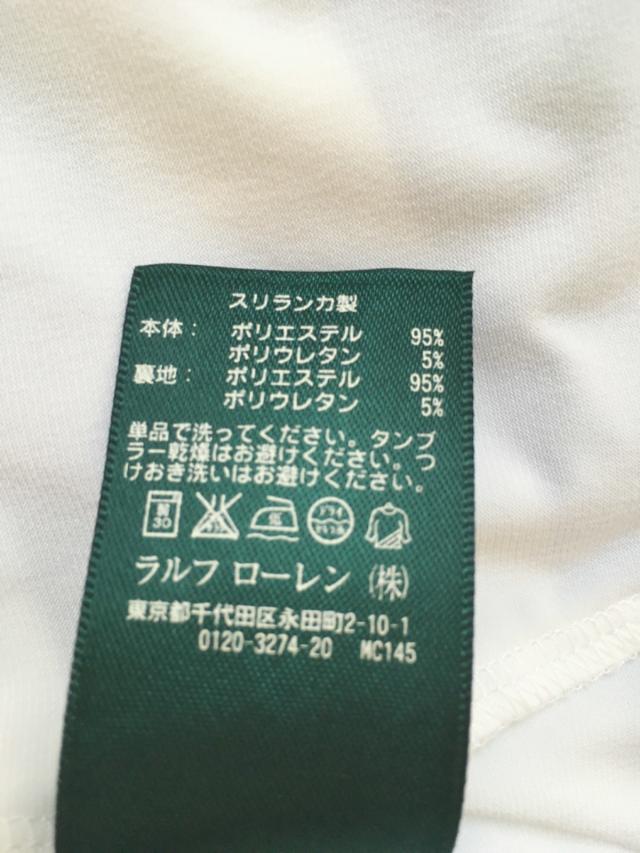 スリランカ製
本体： ポリエステル 95%
ポリウレタン 5%
裏地： ポリエステル 95%
ポリウレタン 5%
単品で洗ってください。タンブ
ラー乾燥はお避けください。つ
けおき洗いはお避けください。
30 低 ドライ
ラルフ ローレン （株）
東京都千代田区永田町2-10-1
0120-3274-20 MC145